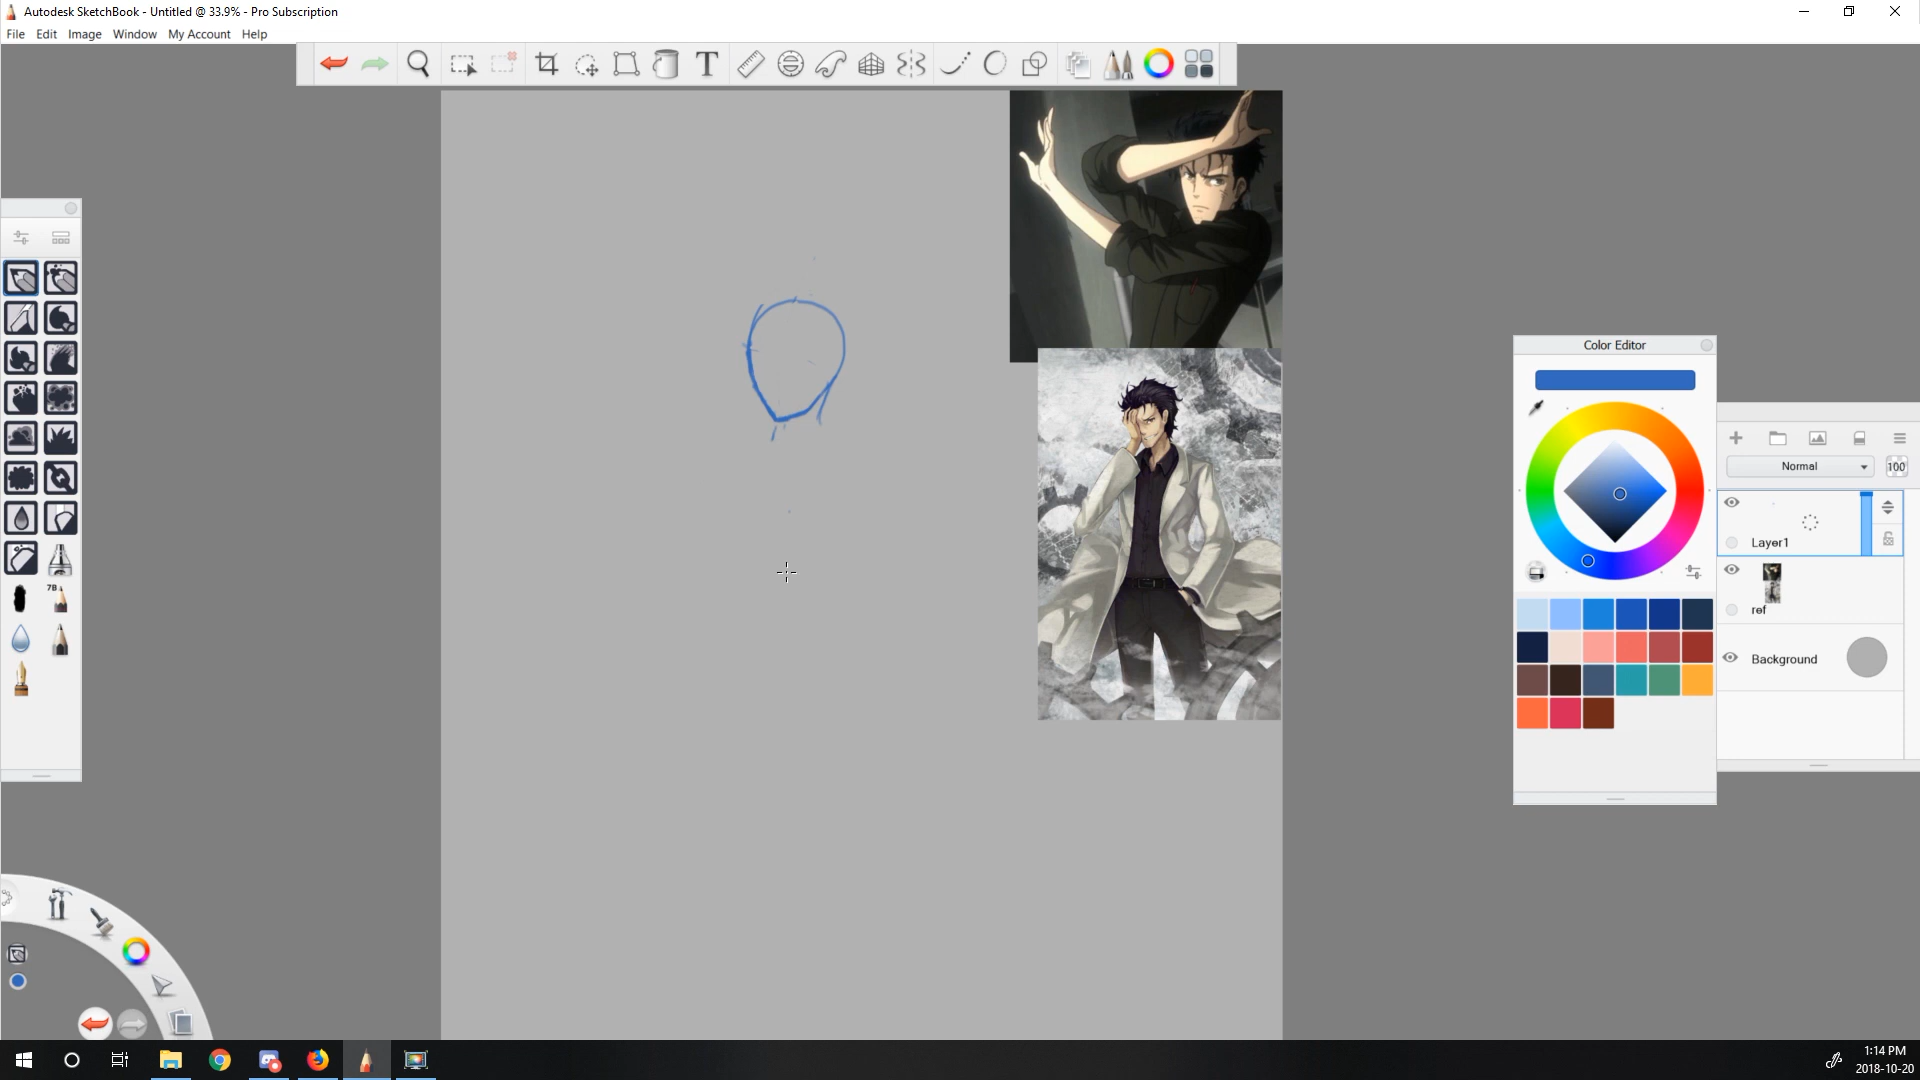 Autodesk SketchBook - Untitled @ 33.9% - Pro Subscription
File Edit Image Window My Account Help
T
Color Editor
Normal 100
Layer1
7B
ref
Background
1:14 PM
2018-10-20